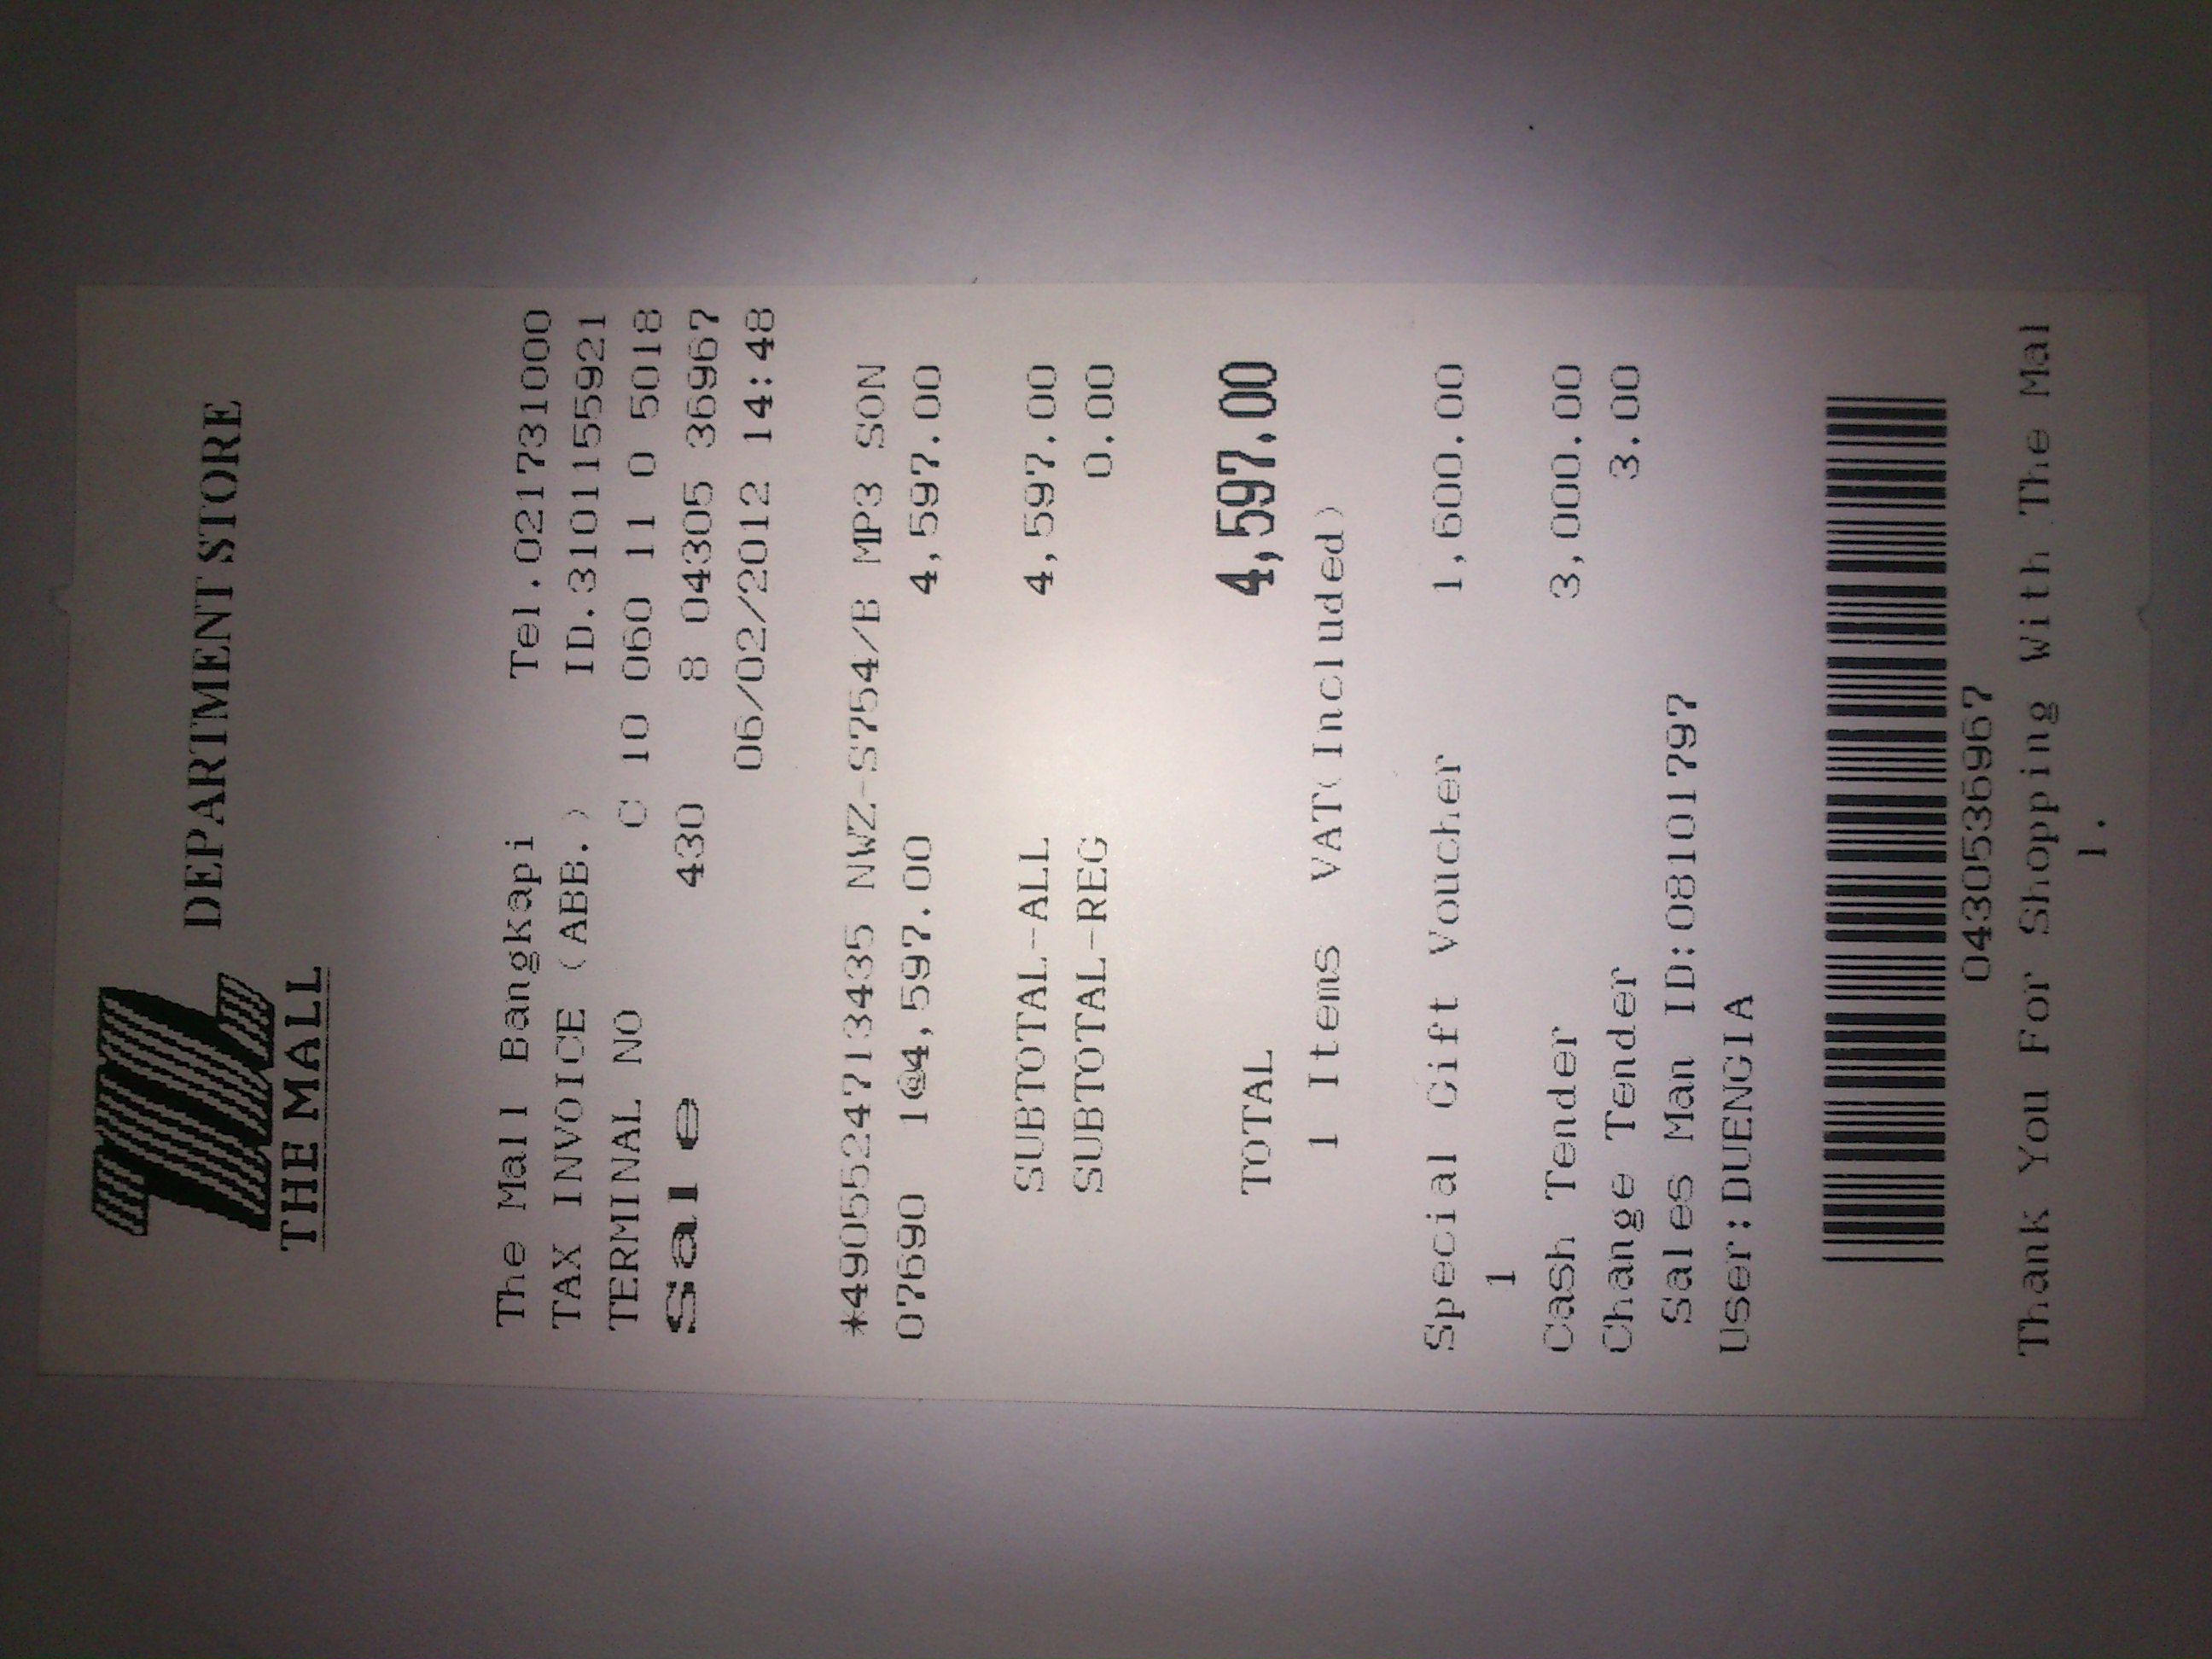 THE MALL DEPARTMENT STORE
The Mall Bangkapi Tel.021731000
TAX INVOICE (ABB.) ID.3101155921
TERMINAL NO C 10 060 11 0 5018
Sale 430 8 04305 36967
06/02/2012 14:48
*4905524713435 NWZ-S754/B MP3 SON
07690 1@4,597.00 4,597.00
SUBTOTAL-ALL 4,597.00
SUBTOTAL-REG 0.00
TOTAL 4,597.00
1 Items VAT(Included)
Special Gift Voucher 1,600.00
1
Cash Tender 3,000.00
Change Tender 3.00
Sales Man ID:08101797
User:DUENGIA
0430536967
Thank You For Shopping With The Mal
l.